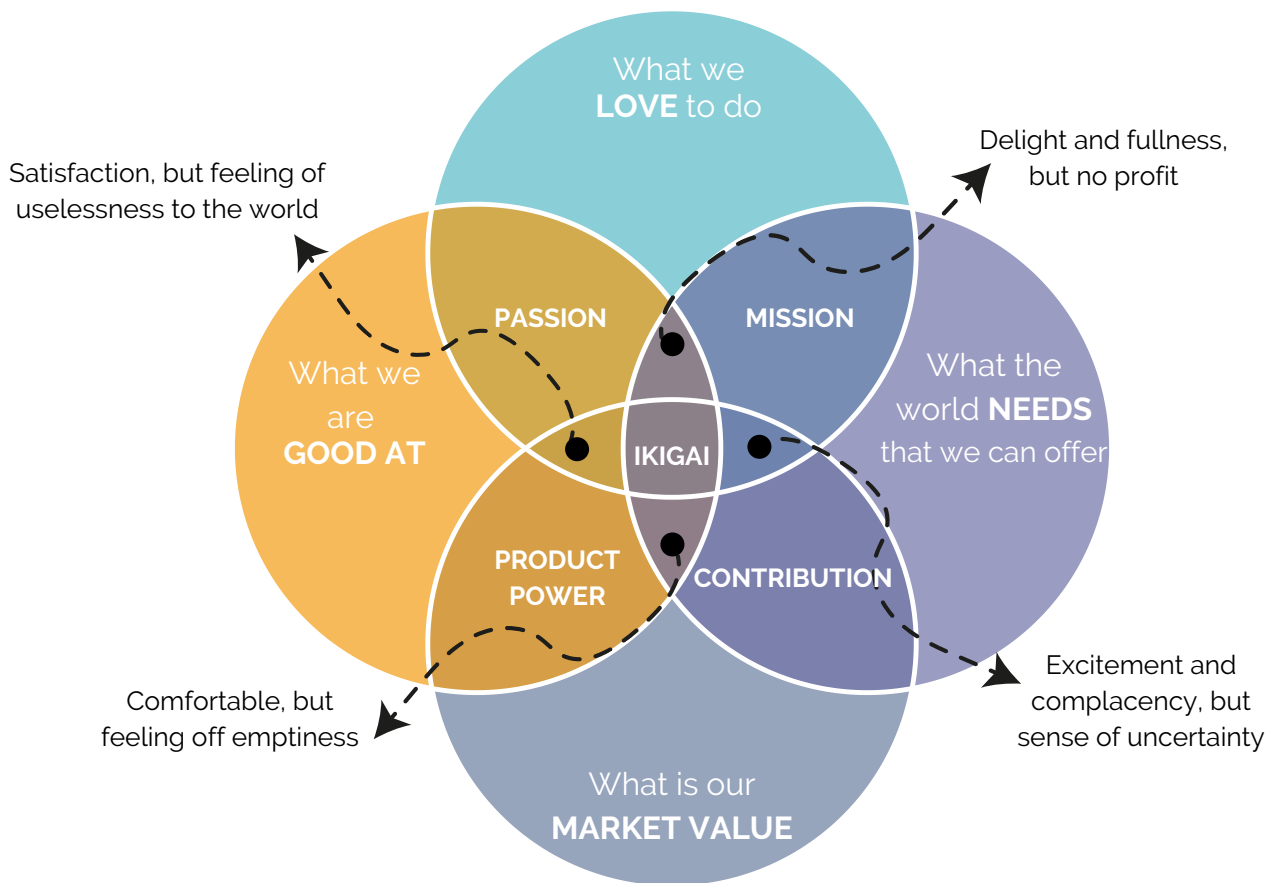 What we
LOVE to do
Delight and fullness,
but no profit
Satisfaction, but feeling of
uselessness to the world
PASSION
MISSION
What we
are
GOOD AT
What the
world NEEDS
that we can offer
IKIGAI
PRODUCT
POWER
CONTRIBUTION
Comfortable, but
feeling off emptiness
Excitement and
complacency, but
sense of uncertainty
What is our
MARKET VALUE